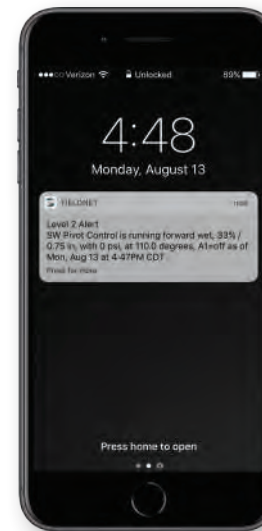 Verizon Unlocked 89%
4:48
Monday, August 13
FIELDNET now
Level 2 Alert
SW Pivot Control is running forward wet, 33% /
0.75 in, with 0 psi, at 110.0 degrees, A1=off as of
Mon, Aug 13 at 4:47PM CDT
Press for more
Press home to open